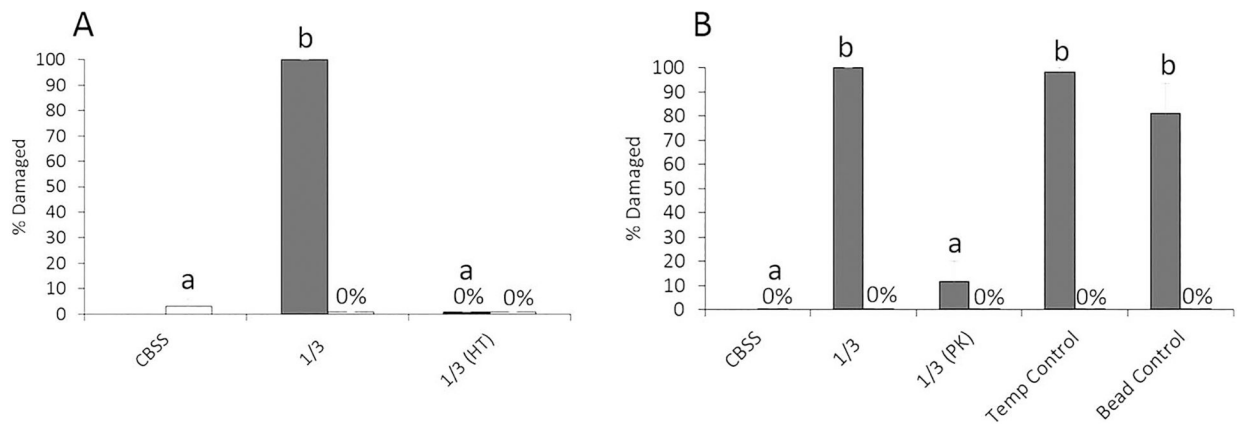 A
% Damaged
100
90
80
70
60
50
40
30
20
10
0
a
b
0%
a
0%
0%
CBSS
1/3
1/3 (HT)
B
% Damaged
100
90
80
70
60
50
40
30
20
10
0
a
0%
b
0%
a
0%
b
0%
b
0%
CBSS
1/3
1/3 (PK)
Temp Control
Bead Control